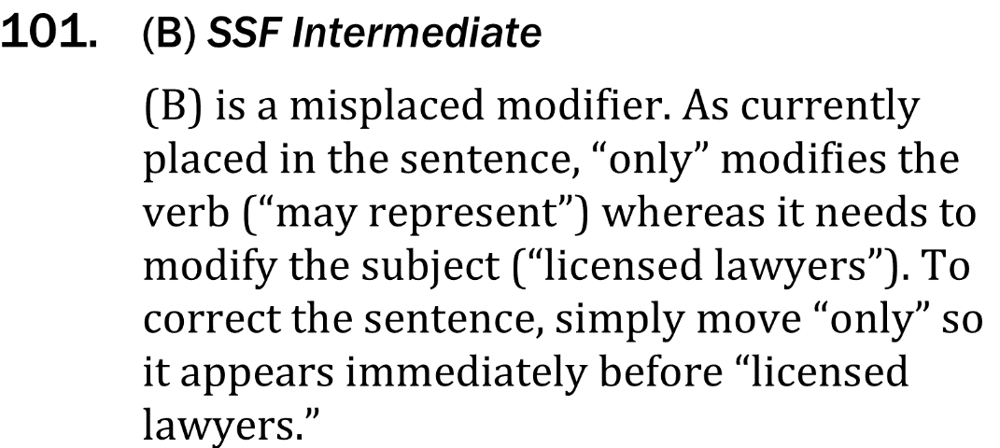 101. (B) SSF Intermediate
(B) is a misplaced modifier. As currently
placed in the sentence, “only” modifies the
verb (“may represent”) whereas it needs to
modify the subject (“licensed lawyers”). To
correct the sentence, simply move “only” so
it appears immediately before “licensed
lawyers.”